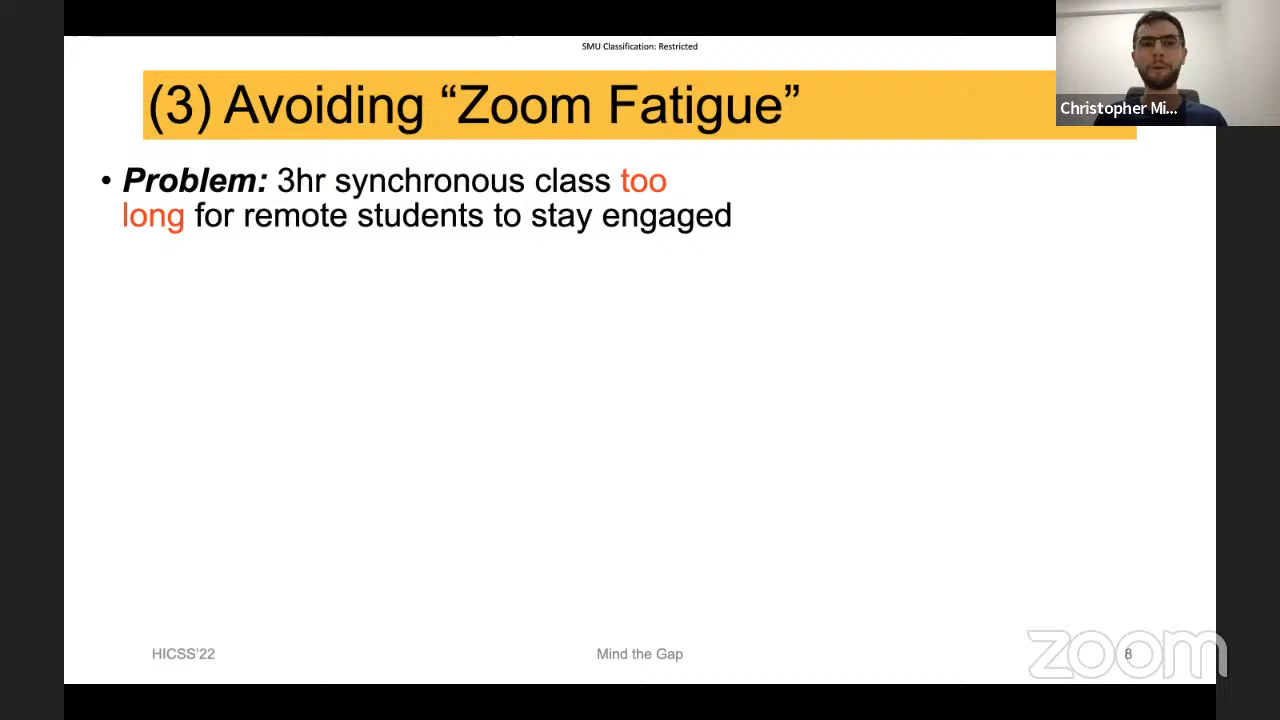 SMU Classification: Restricted
(3) Avoiding “Zoom Fatigue”
Christopher Mi...
• Problem: 3hr synchronous class too
long for remote students to stay engaged
HICSS'22
Mind the Gap
8
zoom